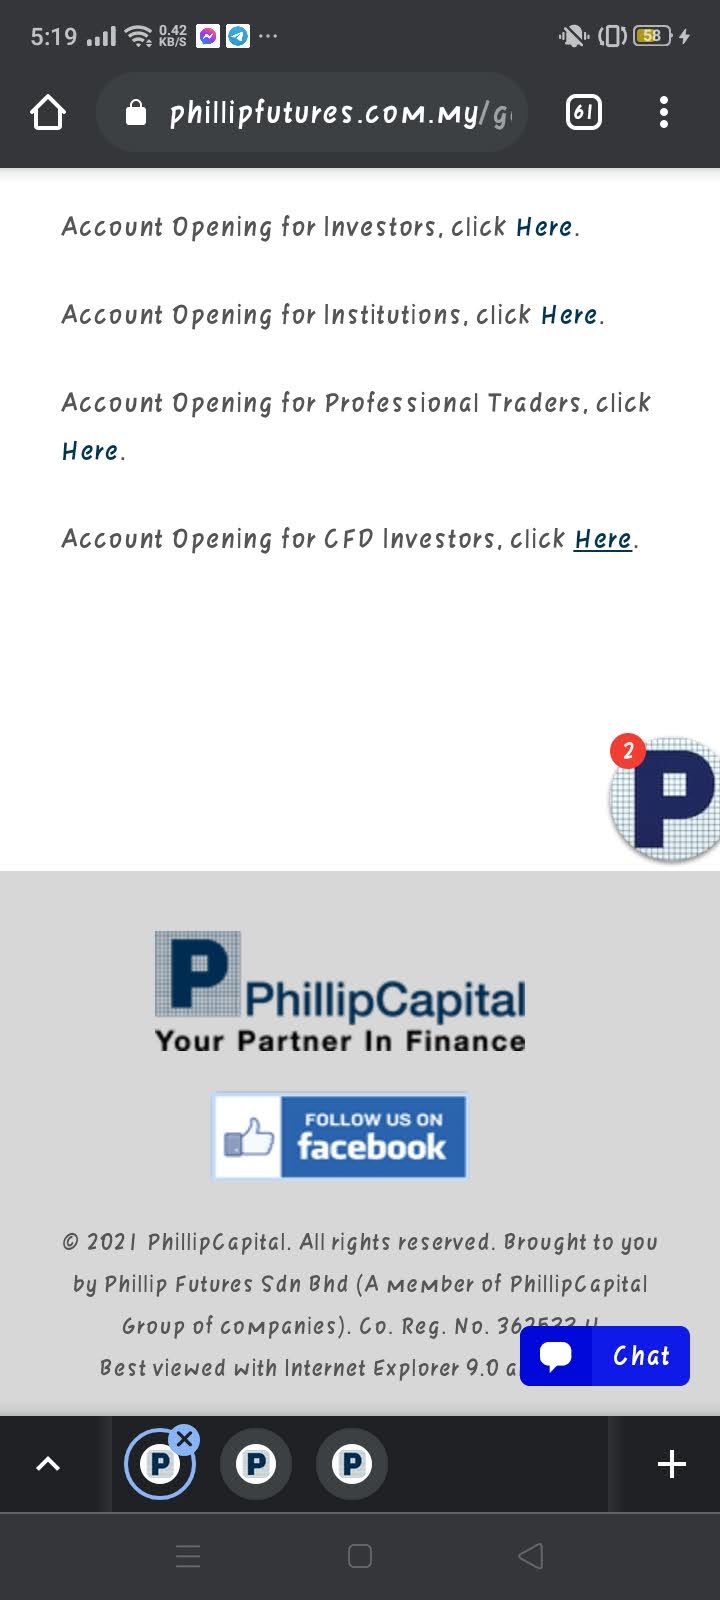 5:19
0.42
KB/S
58
phillipfutures.com.my/g
61
Account Opening for Investors, click Here.
Account Opening for Institutions, click Here.
Account Opening for Professional Traders, click
Here.
Account Opening for CFD Investors, click Here.
2
P
P PhillipCapital
Your Partner In Finance
FOLLOW US ON
facebook
© 2021 PhillipCapital. All rights reserved. Brought to you
by Phillip Futures Sdn Bhd (A member of PhillipCapital
Group of companies). Co. Reg. No.
Best viewed with Internet Explorer 9.0
Chat
P
P
P